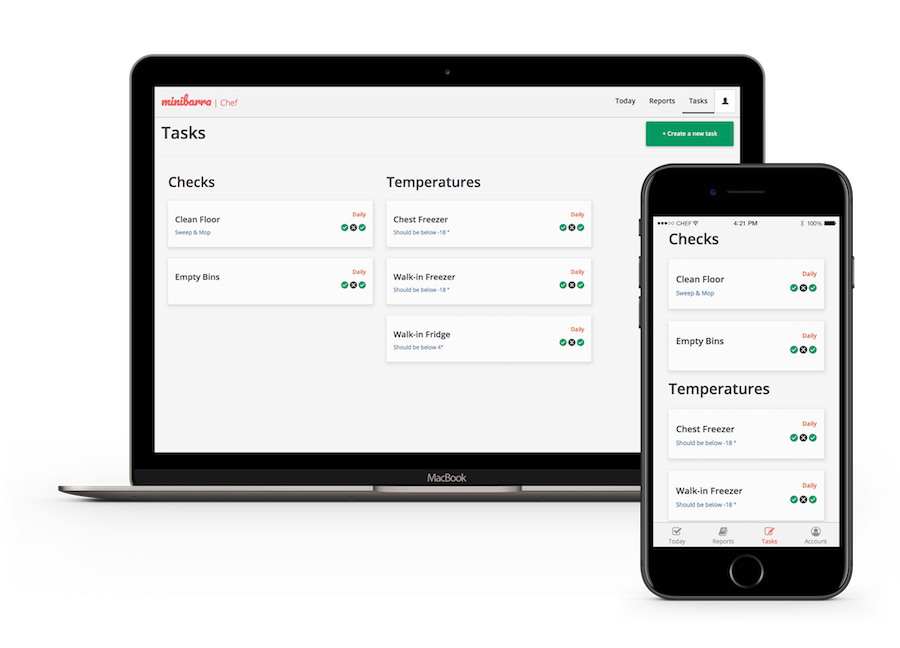 minibarra | Chef
Today Reports Tasks
Tasks
+ Create a new task
Checks
Clean Floor
Daily
Sweep & Mop
Empty Bins
Daily
Temperatures
Chest Freezer
Daily
Should be below -18 °
Walk-in Freezer
Daily
Should be below -18 °
Walk-in Fridge
Daily
Should be below 4°
MacBook
CHEF 4:21 PM 100%
Checks
Clean Floor
Daily
Sweep & Mop
Empty Bins
Daily
Temperatures
Chest Freezer
Daily
Should be below -18 °
Walk-in Freezer
Daily
Should be below -18 °
Today Reports Tasks Account